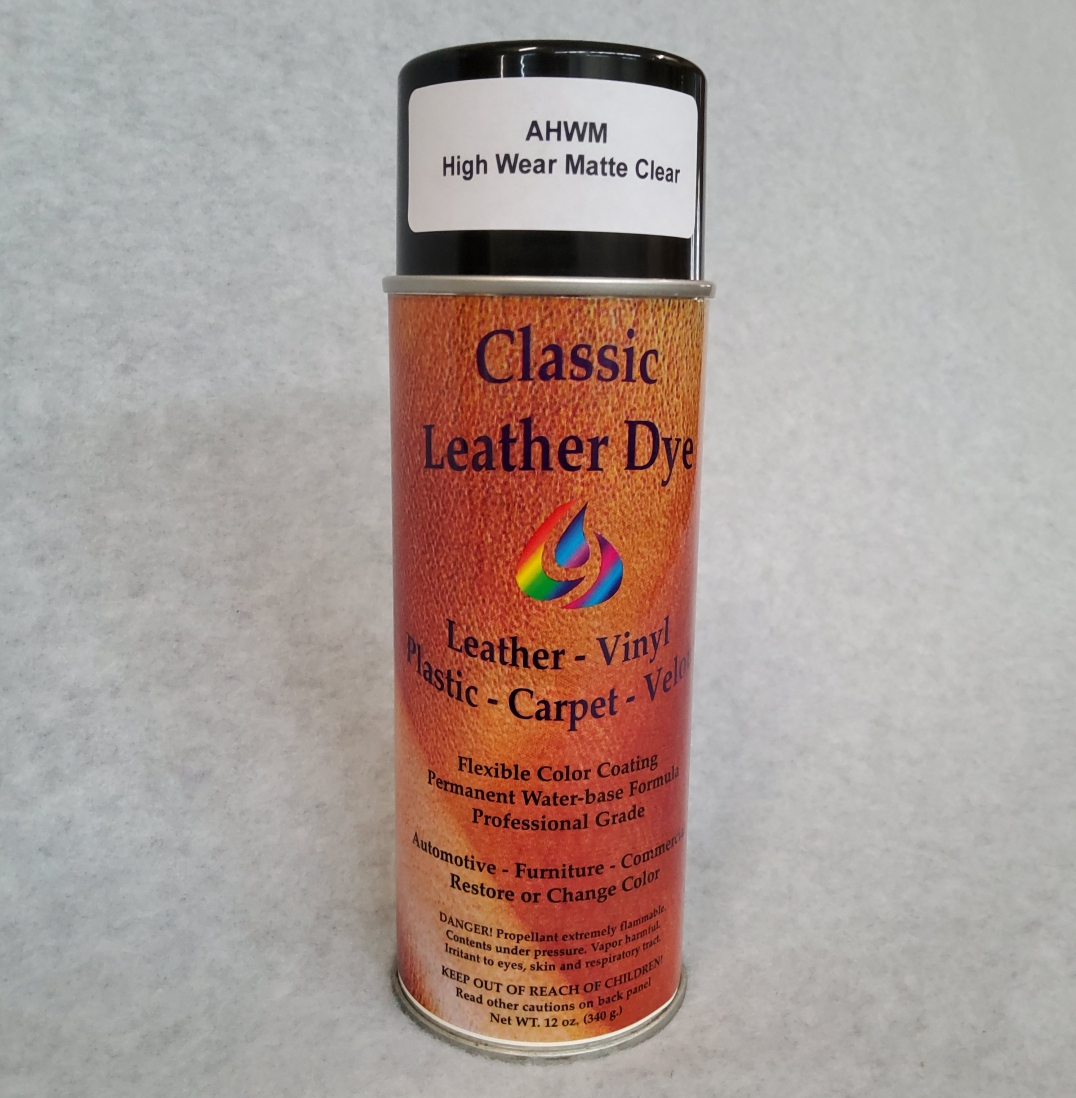 AHWM
High Wear Matte Clear
Classic
Leather Dye
Leather - Vinyl
Plastic - Carpet -
Flexible Color Coating
Permanent Water-base Formula
Professional Grade
Automotive - Furniture -
Restore or Change Color
DANGER! Propellant extremely flammable.
Contents under pressure. Vapor harmful.
Irritant to eyes, skin and respiratory tract.
KEEP OUT OF REACH OF CHILDREN!
Read other cautions on back panel
Net WT. 12 oz. (340 g.)